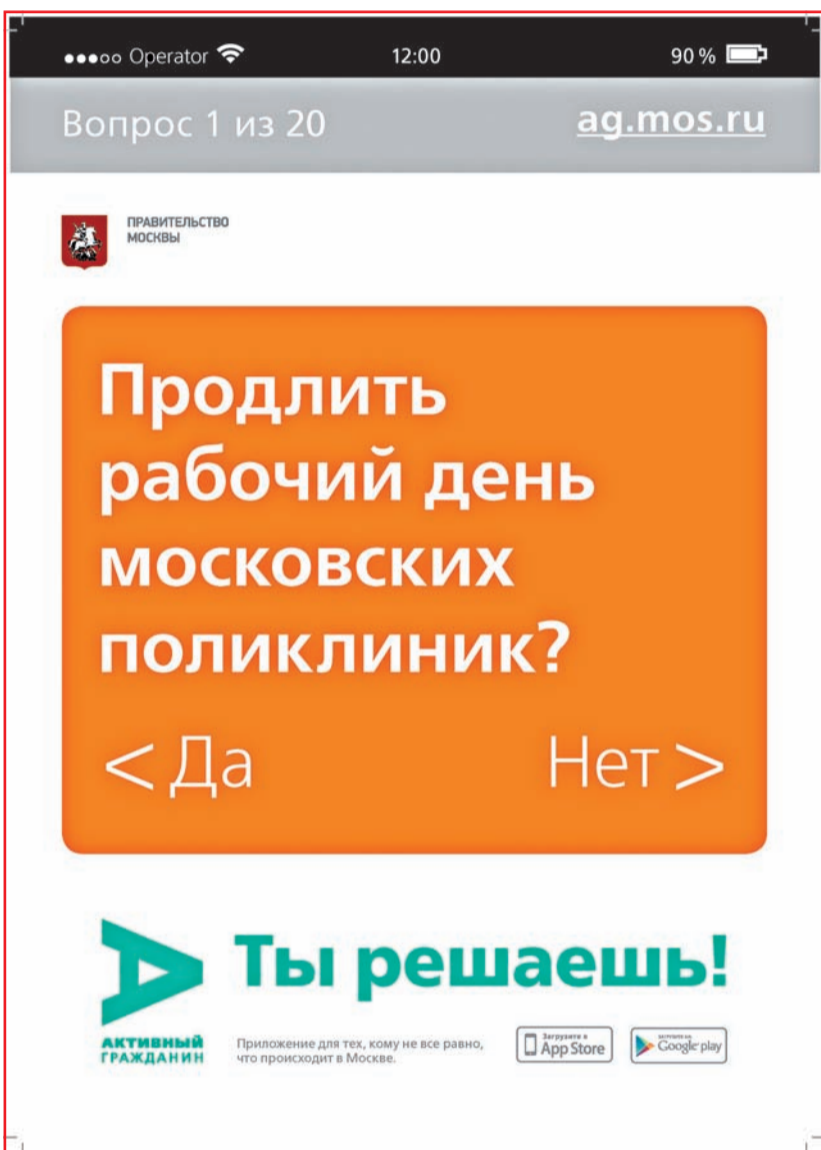 Operator 12:00 90 %
Вопрос 1 из 20 ag.mos.ru
ПРАВИТЕЛЬСТВО
МОСКВЫ
Продлить
рабочий день
московских
поликлиник?
< Да Нет >
Ты решаешь!
АКТИВНЫЙ
ГРАЖДАНИН
Приложение для тех, кому не все равно,
что происходит в Москве.
Загрузите в
App Store
Google play